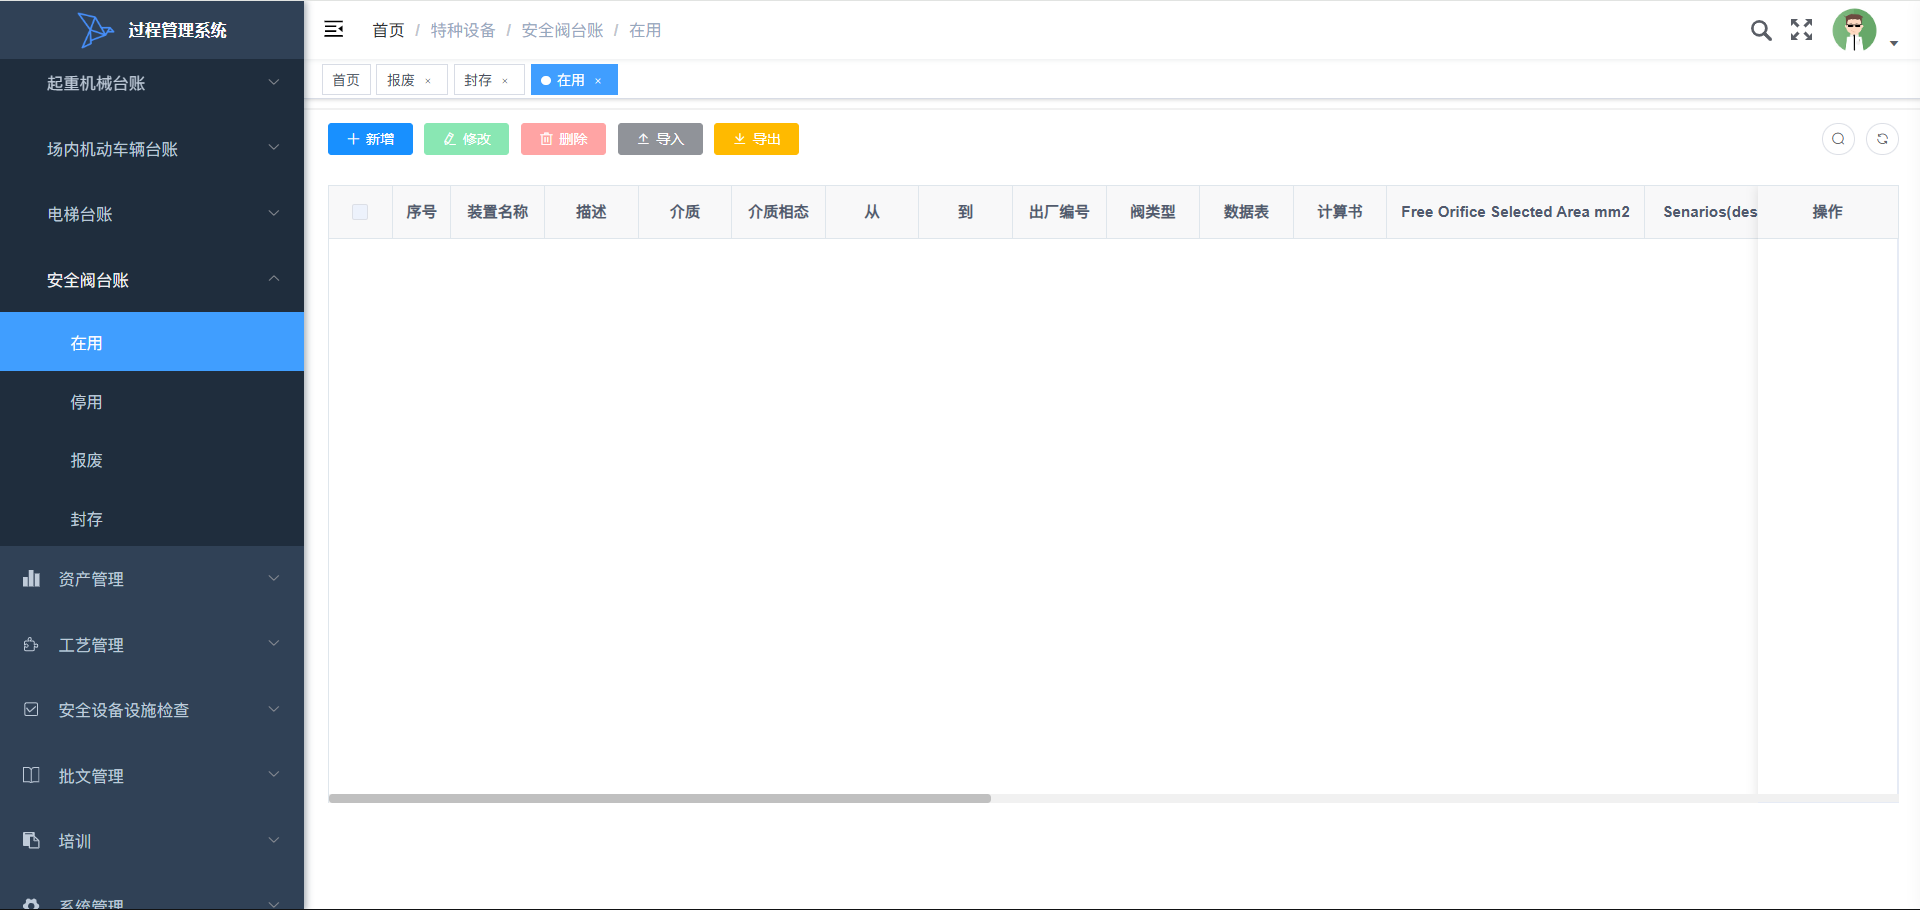 过程管理系统
首页 / 特种设备 / 安全阀台账 / 在用
首页 报废 × 封存 × 在用 ×
起重机械台账
场内机动车辆台账
电梯台账
安全阀台账
在用
停用
报废
封存
资产管理
工艺管理
安全设备设施检查
批文管理
培训
系统管理
新增 修改 删除 导入 导出
序号 装置名称 描述 介质 介质相态 从 到 出厂编号 阀类型 数据表 计算书 Free Orifice Selected Area mm2 Senarios(des 操作